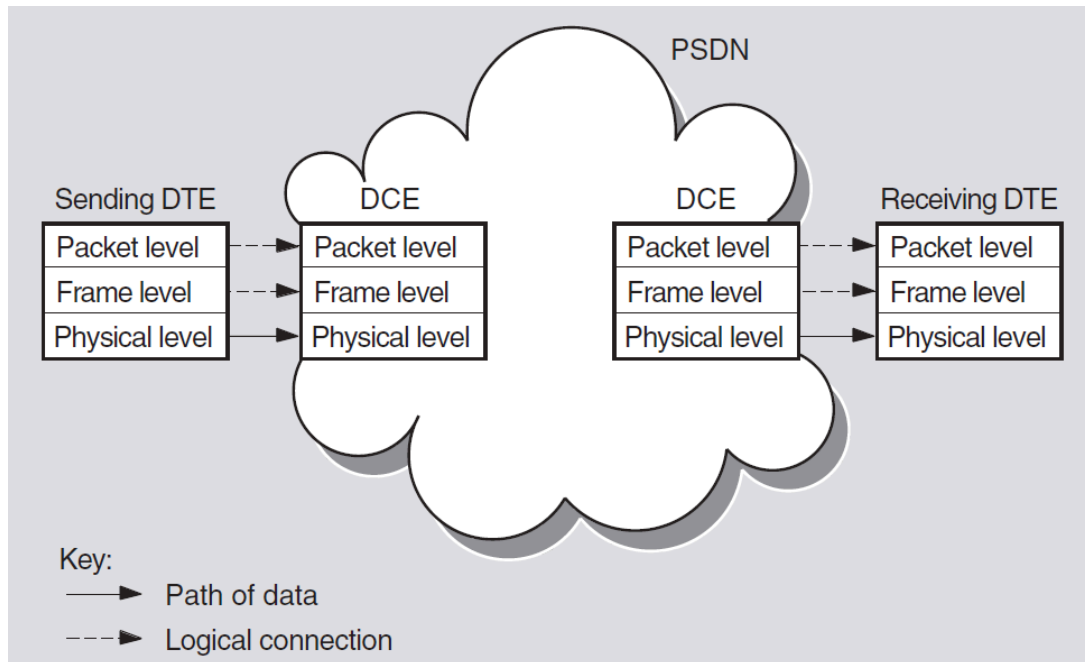 PSDN
Sending DTE
DCE
DCE
Receiving DTE
Packet level
Packet level
Packet level
Packet level
Frame level
Frame level
Frame level
Frame level
Physical level
Physical level
Physical level
Physical level
Key:
Path of data
Logical connection